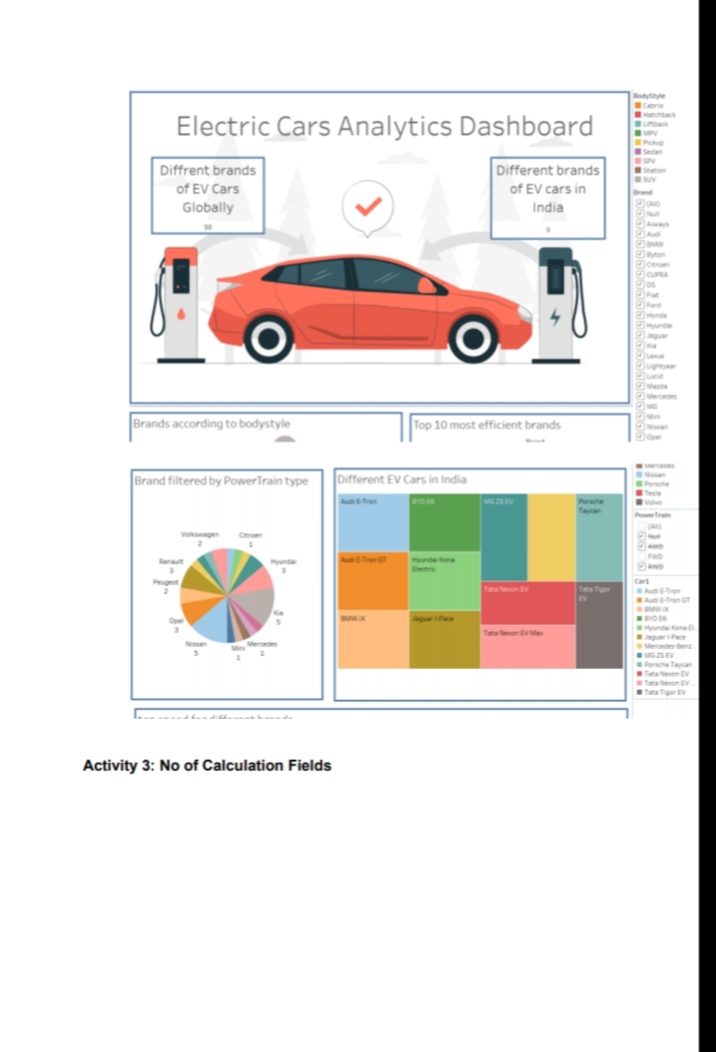 Electric Cars Analytics Dashboard
Diffrent brands
of EV Cars
Globally
98
Different brands
of EV cars in
India
9
BodyStyle
Cabrio
Hatchback
Liftback
MPV
Pickup
Sedan
SPV
Station
SUV
Brand
(All)
Null
Aiways
Audi
BMW
Byton
Citroen
CUPRA
DS
Fiat
Ford
Honda
Hyundai
Jaguar
Kia
Lexus
Lightyear
Lucid
Mazda
Mercedes
MG
Mini
Nissan
Opel
Brands according to bodystyle
Top 10 most efficient brands
Brand filtered by PowerTrain type
Volkswagen
2
Citroen
1
Renault
3
Hyundai
3
Peugeot
2
Kia
5
Opel
3
Nissan
5
Mini
1
Mercedes
1
Different EV Cars in India
Audi E-Tron
BYD E6
MG ZS EV
Porsche
Taycan
Audi E-Tron GT
Hyundai Kona
Electric
Tata Nexon EV
Tata Tigor
EV
BMW iX
Jaguar I-Pace
Tata Nexon EV Max
Mercedes
Nissan
Porsche
Tesla
Volvo
PowerTrain
(All)
Null
AWD
FWD
RWD
Car1
Audi E-Tron
Audi E-Tron GT
BMW iX
BYD E6
Hyundai Kona El..
Jaguar I-Pace
Mercedes-Benz ..
MG ZS EV
Porsche Taycan
Tata Nexon EV
Tata Nexon EV ..
Tata Tigor EV
top speed for different brands
Activity 3: No of Calculation Fields